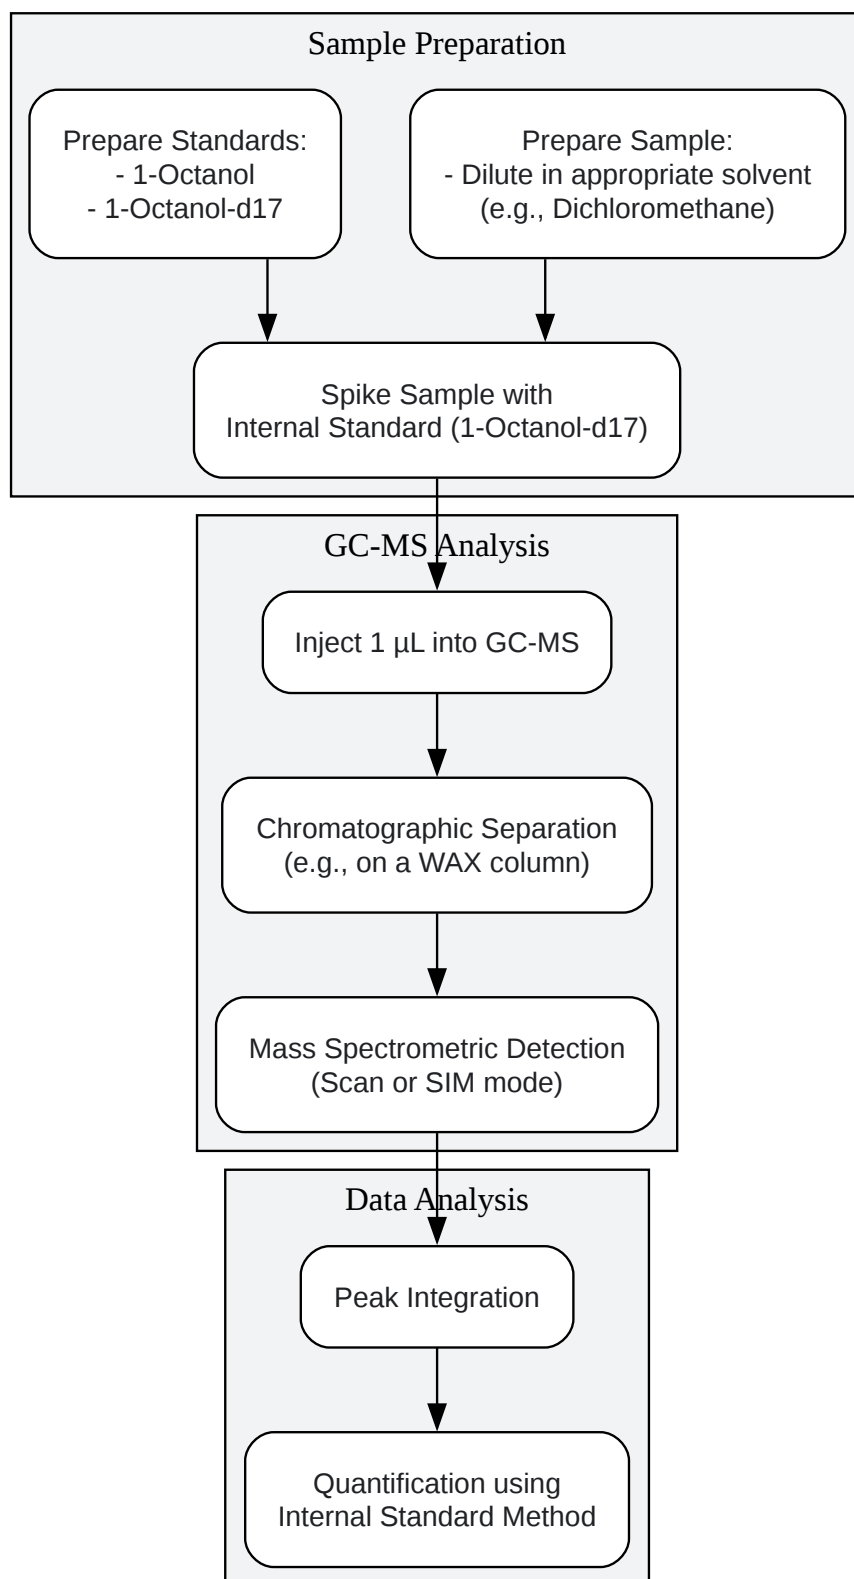 Sample Preparation
Prepare Standards:
- 1-Octanol
- 1-Octanol-d17
Prepare Sample:
- Dilute in appropriate solvent
(e.g., Dichloromethane)
Spike Sample with
Internal Standard (1-Octanol-d17)
GC-MS Analysis
Inject 1 µL into GC-MS
Chromatographic Separation
(e.g., on a WAX column)
Mass Spectrometric Detection
(Scan or SIM mode)
Data Analysis
Peak Integration
Quantification using
Internal Standard Method